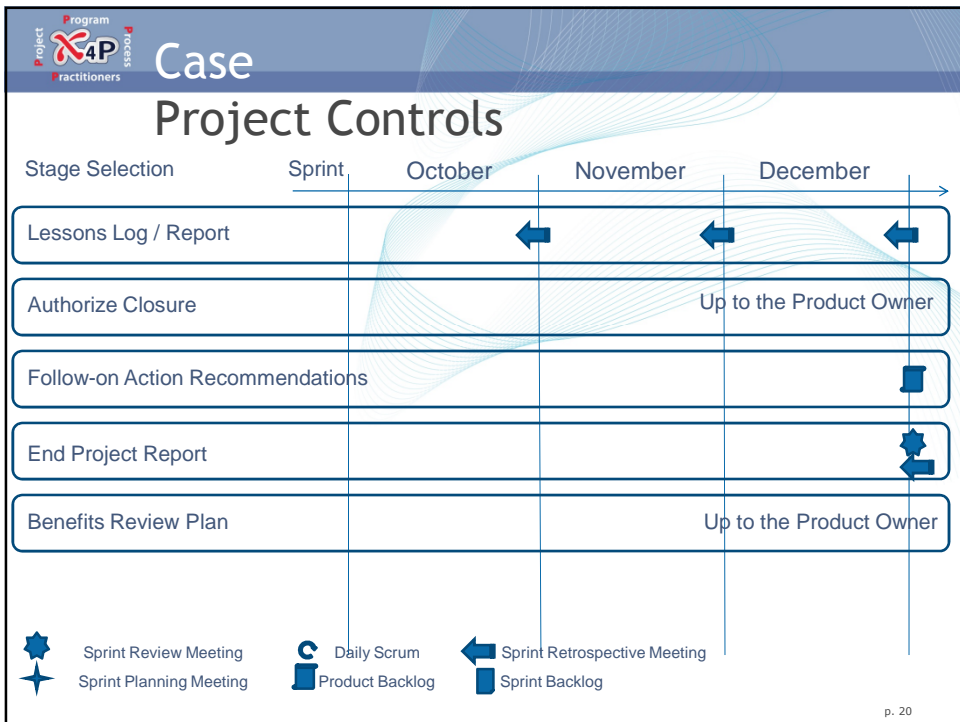 Program
Project
X4P
Process
Practitioners
Case
Project Controls
Stage Selection Sprint October November December
Lessons Log / Report
Authorize Closure Up to the Product Owner
Follow-on Action Recommendations
End Project Report
Benefits Review Plan Up to the Product Owner
Sprint Review Meeting Daily Scrum Sprint Retrospective Meeting
Sprint Planning Meeting Product Backlog Sprint Backlog
p. 20